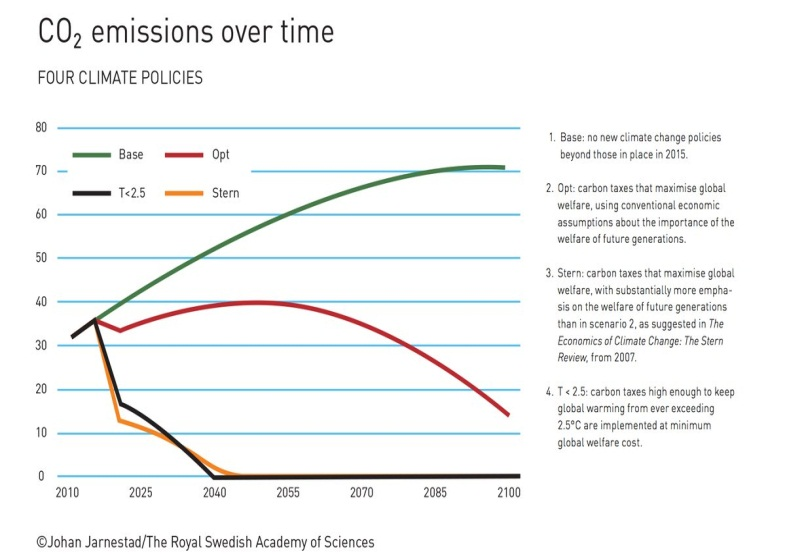 CO₂ emissions over time
FOUR CLIMATE POLICIES
80
70
60
50
40
30
20
10
0
Base
Opt
T<2.5
Stern
2010 2025 2040 2055 2070 2085 2100
1. Base: no new climate change policies
beyond those in place in 2015.
2. Opt: carbon taxes that maximise global
welfare, using conventional economic
assumptions about the importance of the
welfare of future generations.
3. Stern: carbon taxes that maximise global
welfare, with substantially more empha-
sis on the welfare of future generations
than in scenario 2, as suggested in The
Economics of Climate Change: The Stern
Review, from 2007.
4. T < 2.5: carbon taxes high enough to keep
global warming from ever exceeding
2.5°C are implemented at minimum
global welfare cost.
©Johan Jarnestad/The Royal Swedish Academy of Sciences